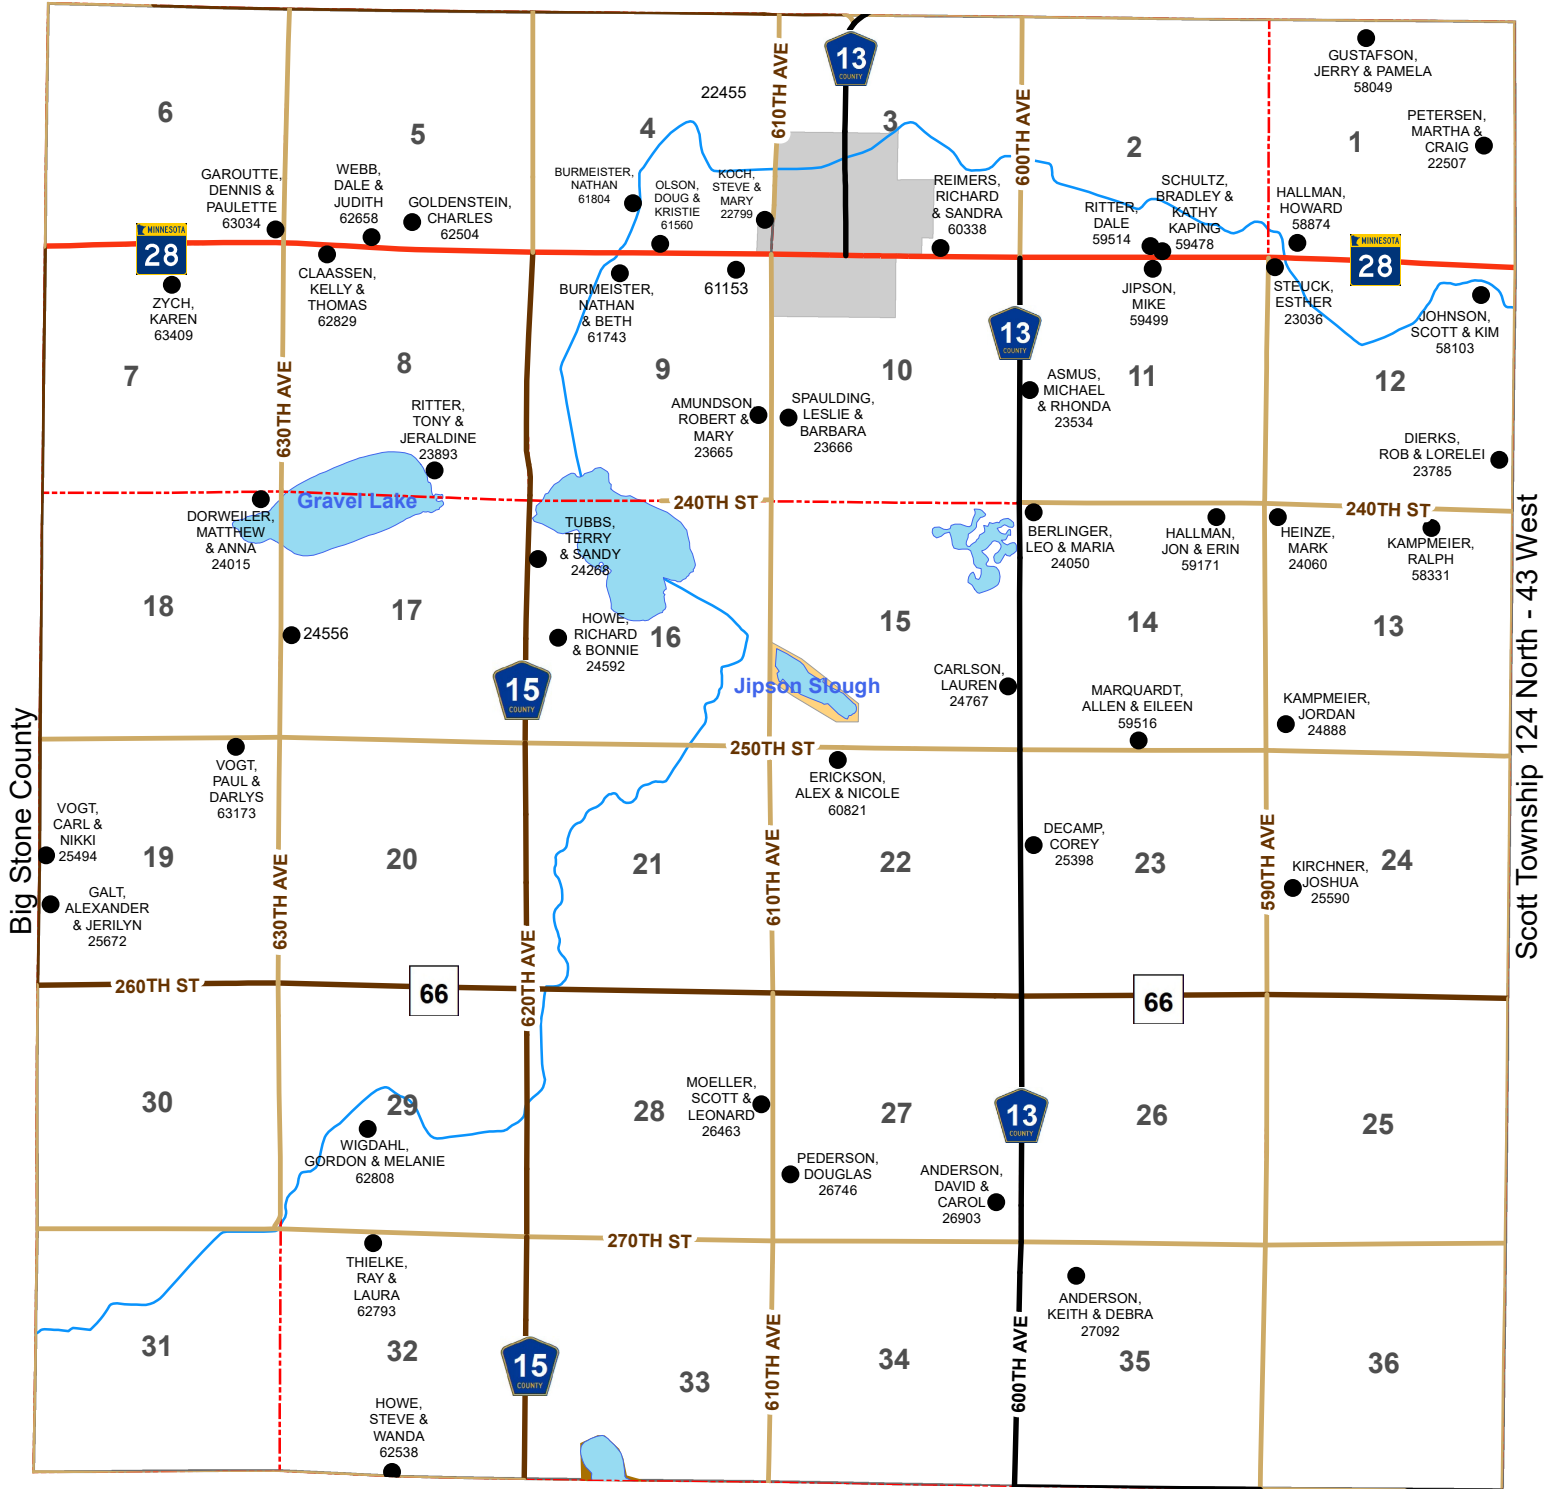 13
COUNTY
610TH AVE
22455
GUSTAFSON,
JERRY & PAMELA
58049
6
5
4
3
2
1
600TH AVE
PETERSEN,
MARTHA &
CRAIG
22507
GAROUTTE,
DENNIS &
PAULETTE
63034
WEBB,
DALE &
JUDITH
62658
GOLDENSTEIN,
CHARLES
62504
BURMEISTER,
NATHAN
61804
OLSON,
DOUG &
KRISTIE
61560
KOCH,
STEVE &
MARY
22799
REIMERS,
RICHARD
& SANDRA
60338
RITTER,
DALE
59514
SCHULTZ,
BRADLEY &
KATHY
KAPING
59478
HALLMAN,
HOWARD
58874
MINNESOTA
28
MINNESOTA
28
ZYCH,
KAREN
63409
CLAASSEN,
KELLY &
THOMAS
62829
BURMEISTER,
NATHAN
& BETH
61743
61153
JIPSON,
MIKE
59499
STEUCK,
ESTHER
23036
JOHNSON,
SCOTT & KIM
58103
13
COUNTY
7
8
9
10
11
12
630TH AVE
RITTER,
TONY &
JERALDINE
23893
AMUNDSON,
ROBERT &
MARY
23665
SPAULDING,
LESLIE &
BARBARA
23666
ASMUS,
MICHAEL
& RHONDA
23534
DIERKS,
ROB & LORELEI
23785
Gravel Lake
240TH ST
240TH ST
DORWEILER,
MATTHEW
& ANNA
24015
TUBBS,
TERRY
& SANDY
24268
BERLINGER,
LEO & MARIA
24050
HALLMAN,
JON & ERIN
59171
HEINZE,
MARK
24060
KAMPMEIER,
RALPH
58331
18
17
16
15
14
13
24556
HOWE,
RICHARD
& BONNIE
24592
15
COUNTY
Jipson Slough
CARLSON,
LAUREN
24767
MARQUARDT,
ALLEN & EILEEN
59516
KAMPMEIER,
JORDAN
24888
250TH ST
VOGT,
PAUL &
DARLYS
63173
ERICKSON,
ALEX & NICOLE
60821
Big Stone County
Scott Township 124 North - 43 West
VOGT,
CARL &
NIKKI
25494
DECAMP,
COREY
25398
19
20
21
22
23
24
630TH AVE
610TH AVE
590TH AVE
GALT,
ALEXANDER
& JERILYN
25672
KIRCHNER,
JOSHUA
25590
260TH ST
66
620TH AVE
66
30
29
28
27
26
25
MOELLER,
SCOTT &
LEONARD
26463
13
COUNTY
WIGDAHL,
GORDON & MELANIE
62808
PEDERSON,
DOUGLAS
26746
ANDERSON,
DAVID &
CAROL
26903
270TH ST
THIELKE,
RAY &
LAURA
62793
ANDERSON,
KEITH & DEBRA
27092
31
32
33
34
35
36
15
COUNTY
610TH AVE
600TH AVE
HOWE,
STEVE &
WANDA
62538